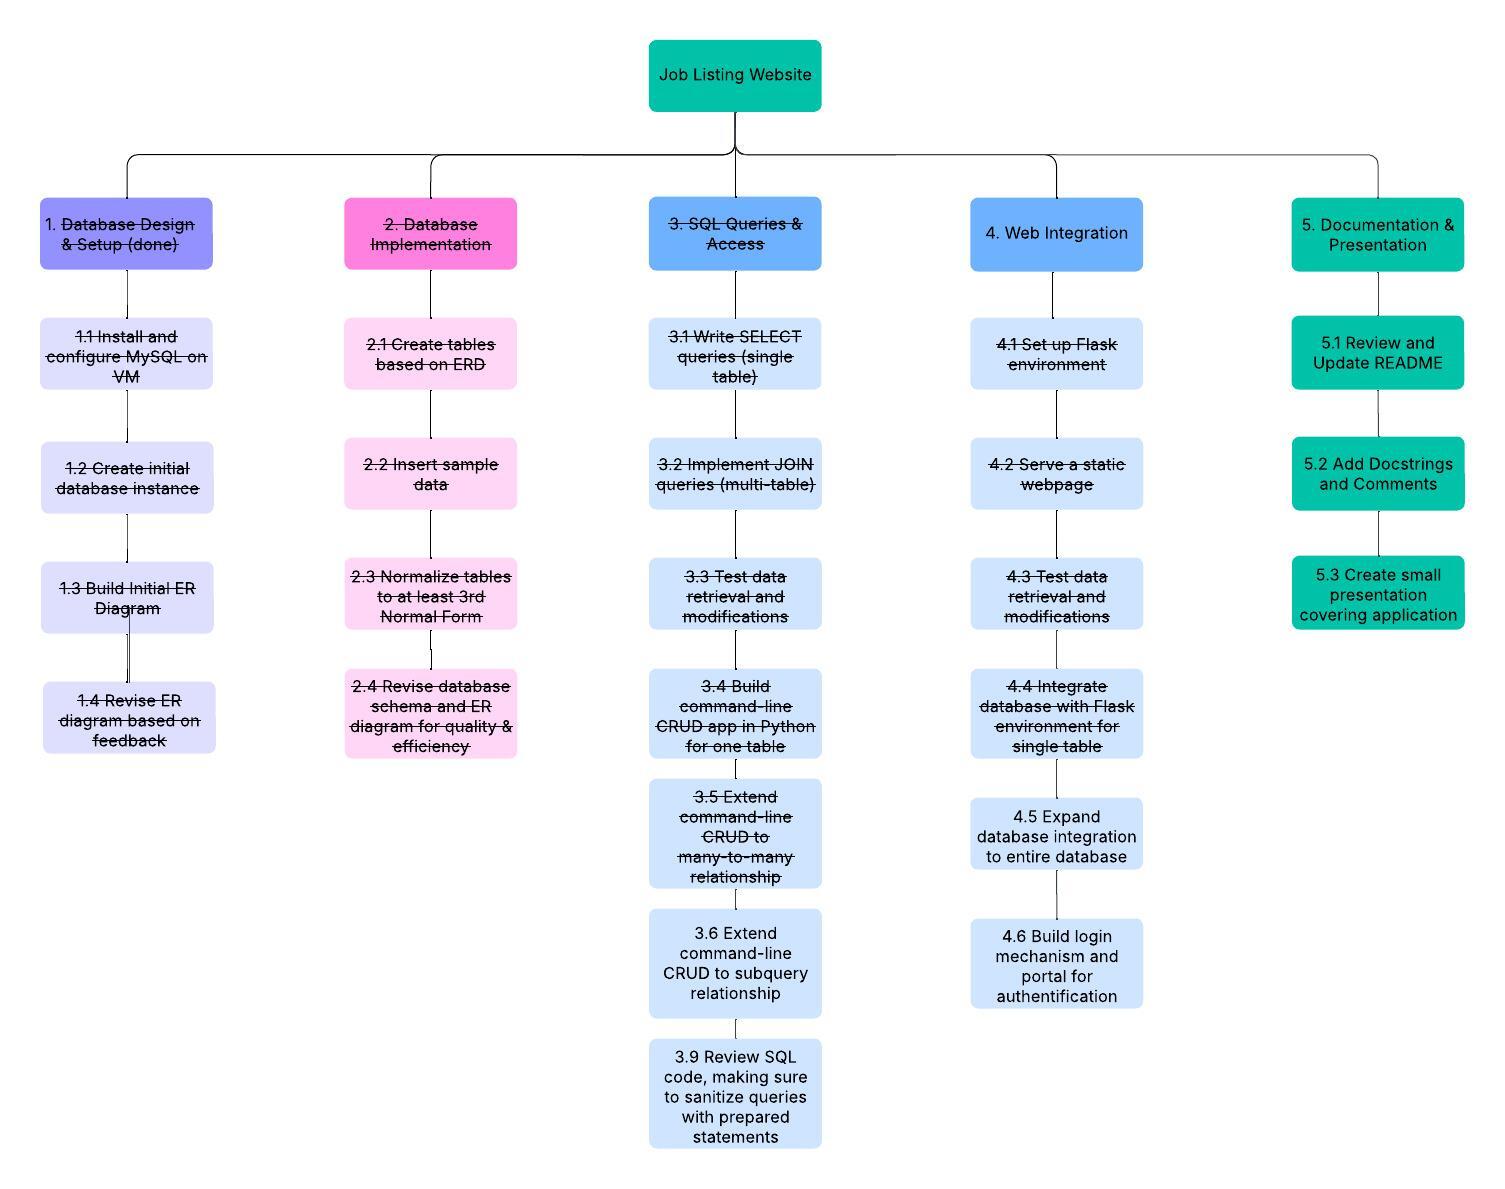 Job Listing Website
1. Database Design
& Setup (done)
1.1 Install and
configure MySQL on
VM
1.2 Create initial
database instance
1.3 Build Initial ER
Diagram
1.4 Revise ER
diagram based on
feedback
2. Database
Implementation
2.1 Create tables
based on ERD
2.2 Insert sample
data
2.3 Normalize tables
to at least 3rd
Normal Form
2.4 Revise database
schema and ER
diagram for quality &
efficiency
3. SQL Queries &
Access
3.1 Write SELECT
queries (single
table)
3.2 Implement JOIN
queries (multi-table)
3.3 Test data
retrieval and
modifications
3.4 Build
command-line
CRUD app in Python
for one table
3.5 Extend
command-line
CRUD to
many-to-many
relationship
3.6 Extend
command-line
CRUD to subquery
relationship
3.9 Review SQL
code, making sure
to sanitize queries
with prepared
statements
4. Web Integration
4.1 Set up Flask
environment
4.2 Serve a static
webpage
4.3 Test data
retrieval and
modifications
4.4 Integrate
database with Flask
environment for
single table
4.5 Expand
database integration
to entire database
4.6 Build login
mechanism and
portal for
authentification
5. Documentation &
Presentation
5.1 Review and
Update README
5.2 Add Docstrings
and Comments
5.3 Create small
presentation
covering application